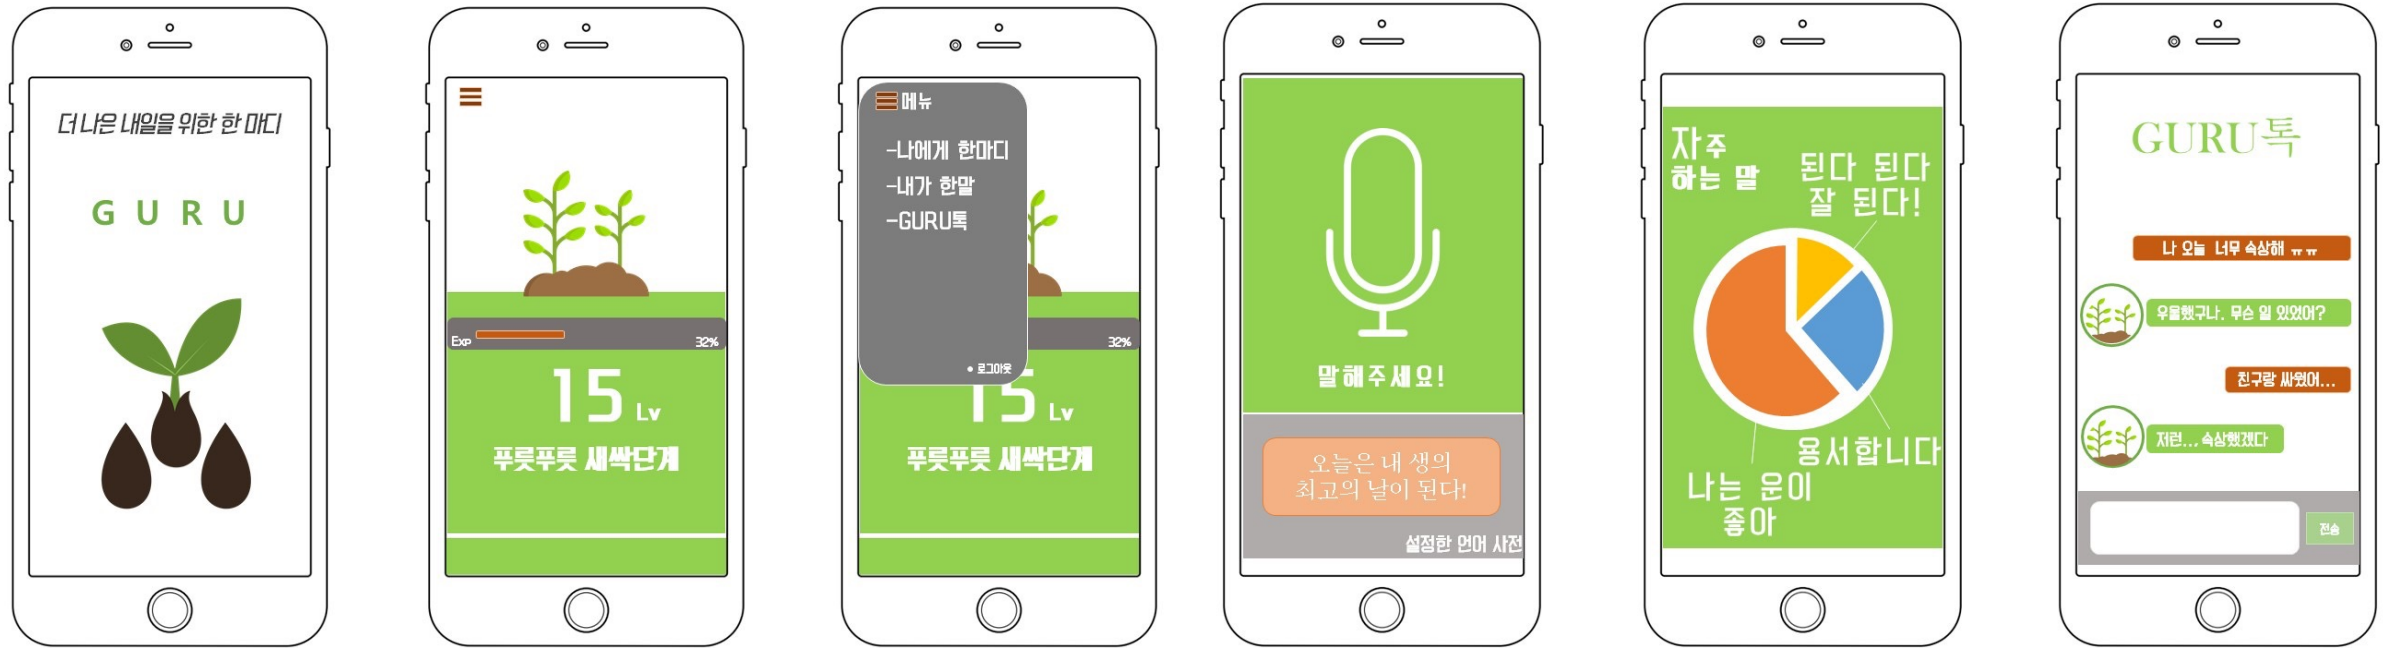 더 나은 내일을 위한 한 마디
GURU
Exp
32%
15 Lv
푸릇푸릇 새싹단계
메뉴
-나에게 한마디
-내가 한말
-GURU톡
• 로그아웃
32%
15 Lv
푸릇푸릇 새싹단계
말해주세요!
오늘은 내 생의
최고의 날이 된다!
설정한 언어 사전
자주
하는 말
된다 된다
잘 된다!
용서합니다
나는 운이
좋아
GURU톡
나 오늘 너무 속상해 ㅠㅠ
우울했구나. 무슨 일 있었어?
친구랑 싸웠어...
저런... 속상했겠다
전송